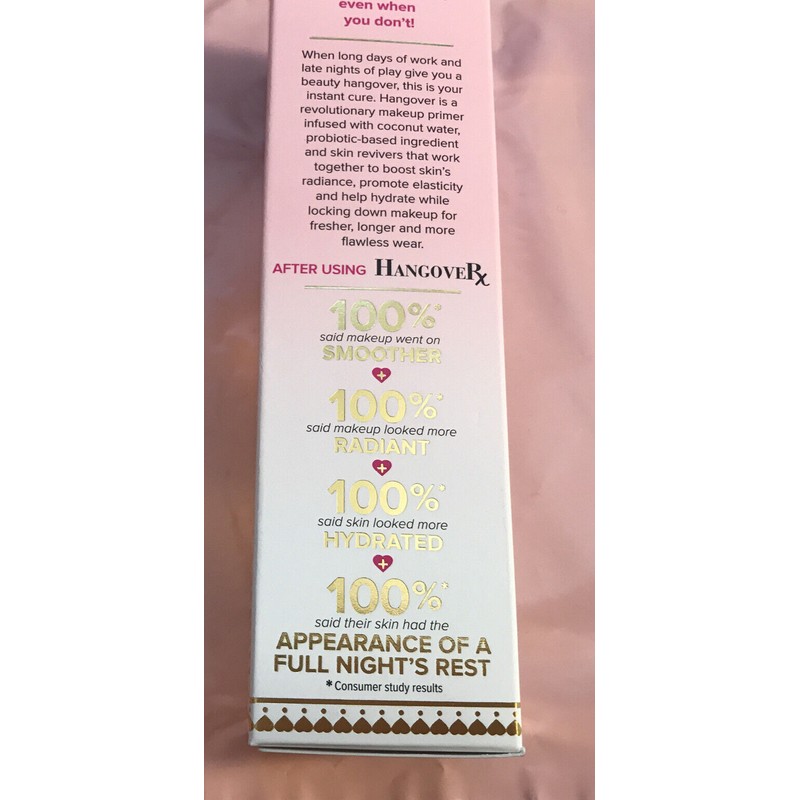 even when
you don't!
When long days of work and
late nights of play give you a
beauty hangover, this is your
instant cure. Hangover is a
revolutionary makeup primer
infused with coconut water,
probiotic-based ingredient
and skin revivers that work
together to boost skin's
radiance, promote elasticity
and help hydrate while
locking down makeup for
fresher, longer and more
flawless wear.
AFTER USING HANGOVERX
100%*
said makeup went on
SMOOTHER
+
100%*
said makeup looked more
RADIANT
+
100%*
said skin looked more
HYDRATED
+
100%*
said their skin had the
APPEARANCE OF A
FULL NIGHT'S REST
*Consumer study results